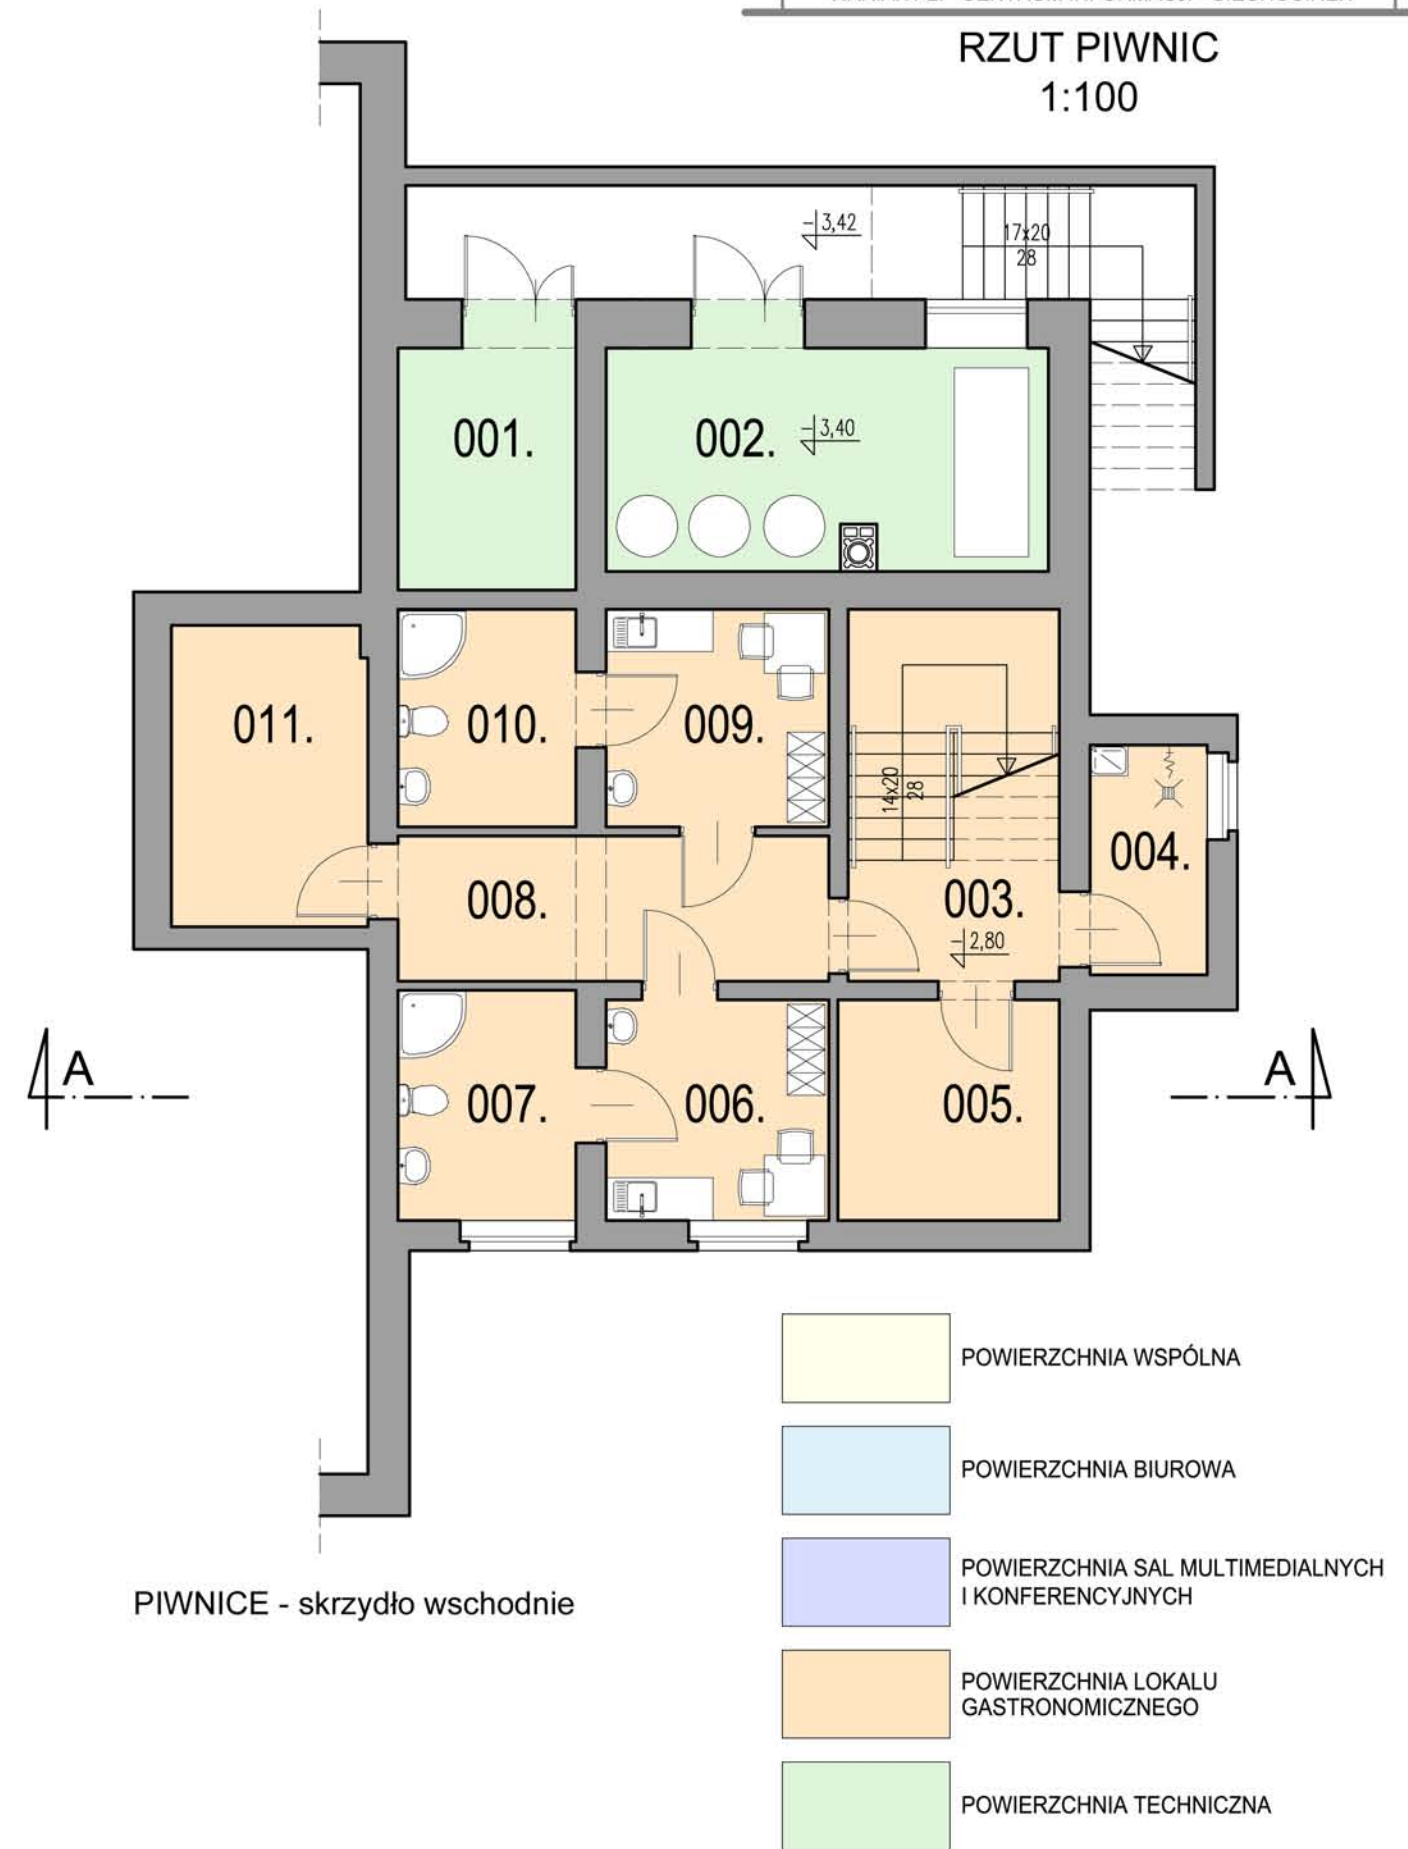 RZUT PIWNIC
1:100
-3,42
17x20
28
001.
002.
-3,40
011.
010.
009.
14x20
28
004.
008.
003.
-2,80
A
A
007.
006.
005.
POWIERZCHNIA WSPÓLNA
POWIERZCHNIA BIUROWA
POWIERZCHNIA SAL MULTIMEDIALNYCH
I KONFERENCYJNYCH
PIWNICE - skrzydło wschodnie
POWIERZCHNIA LOKALU
GASTRONOMICZNEGO
POWIERZCHNIA TECHNICZNA